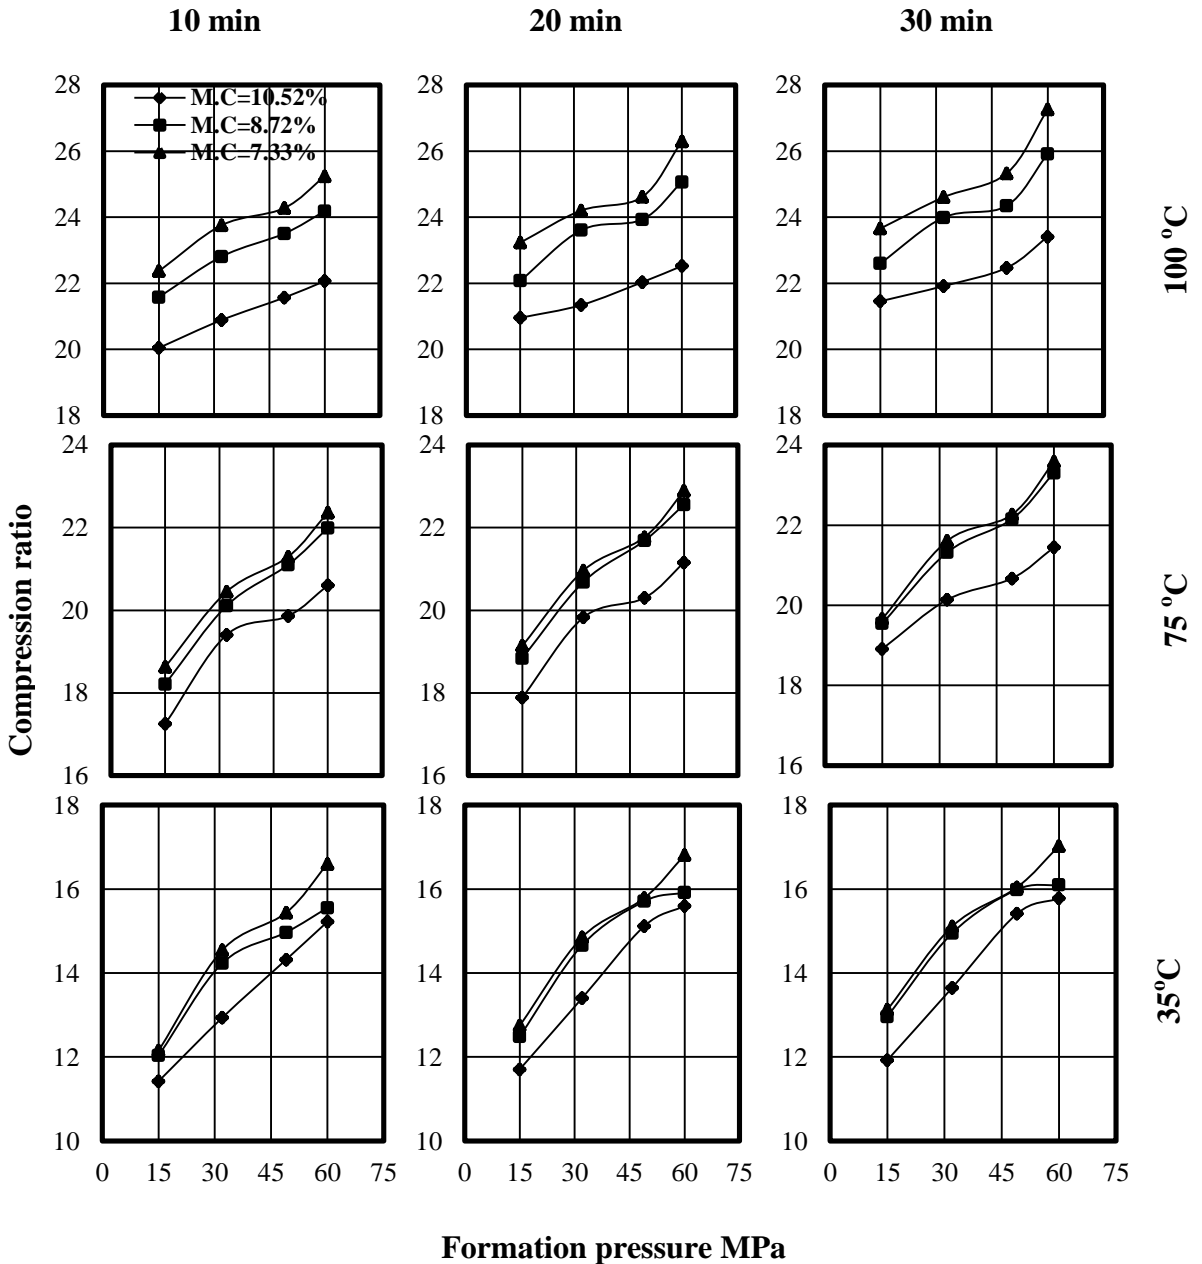 10 min 20 min 30 min
28 28 28
M.C=10.52%
M.C=8.72%
26 26 26
M.C=7.33%
24 24 24
22 22 22
20 20 20
18 18 18
100 °C
24 24 24
22 22 22
20 20 20
18 18 18
16 16 16
75 °C
Compression ratio
18 18 18
16 16 16
14 14 14
12 12 12
10 10 10
35°C
0 15 30 45 60 75 0 15 30 45 60 75 0 15 30 45 60 75
Formation pressure MPa